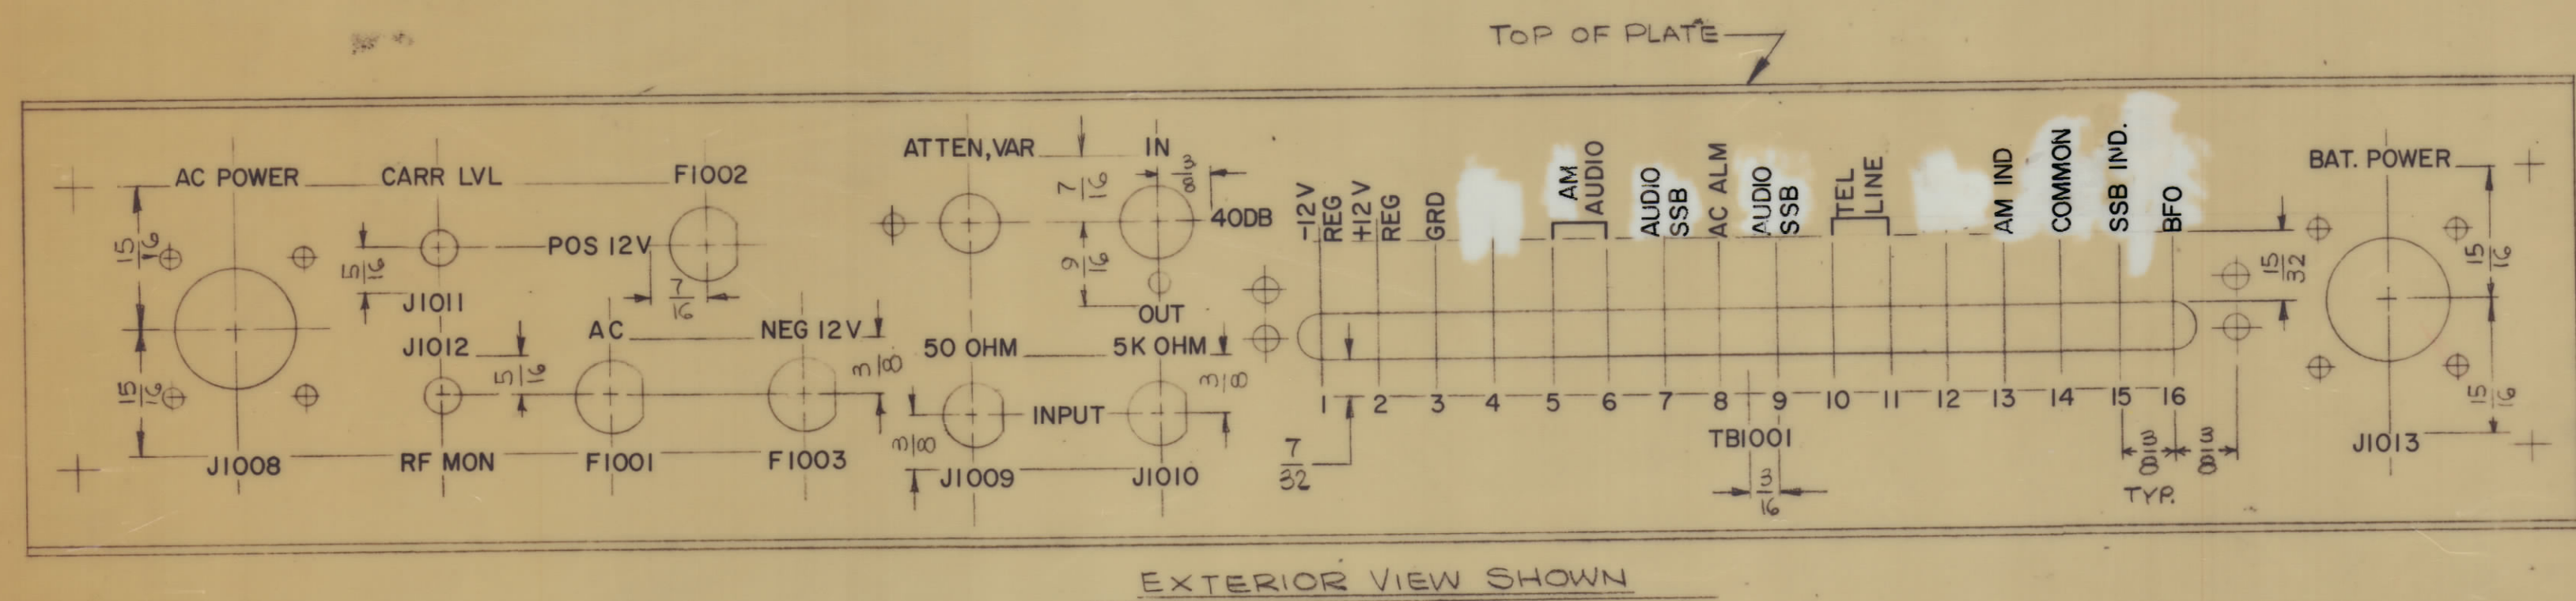 TOP OF PLATE
AC POWER
CARR LVL
F1002
ATTEN,VAR
IN
3/8
7/16
40DB
POS 12V
15/16
5/16
7/16
9/16
J1011
OUT
J1012
AC
NEG 12V
50 OHM
5K OHM
5/16
3/8
3/8
15/16
3/8
INPUT
J1008
RF MON
F1001
F1003
J1009
J1010
-12V REG
+12V REG
GRD
AM AUDIO
AUDIO SSB
AC ALM
AUDIO SSB
TEL LINE
AM IND
COMMON
SSB IND.
BFO
15/32
1 2 3 4 5 6 7 8 9 10 11 12 13 14 15 16
TB1001
7/32
3/16
3/8
3/8
TYP.
BAT. POWER
15/16
15/16
J1013
EXTERIOR VIEW SHOWN